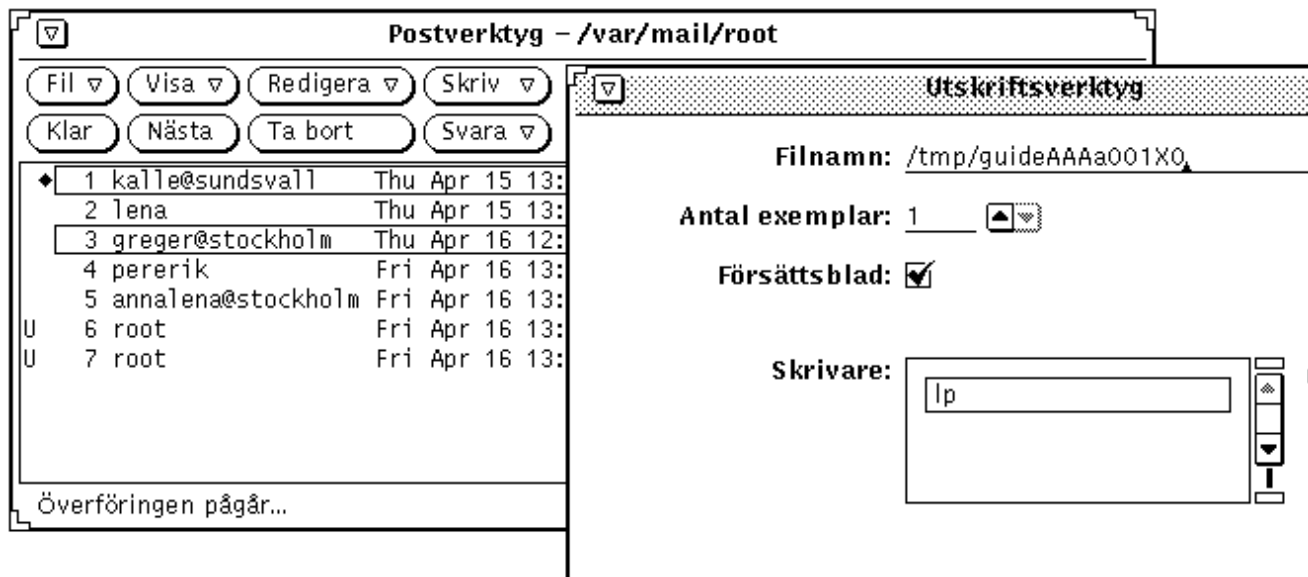 Postverktyg – /var/mail/root
Fil Visa Redigera Skriv
Klar Nästa Ta bort Svara
1 kalle@sundsvall Thu Apr 15 13:
2 lena Thu Apr 15 13:
3 greger@stockholm Thu Apr 16 12:
4 pererik Fri Apr 16 13:
5 annalena@stockholm Fri Apr 16 13:
U 6 root Fri Apr 16 13:
U 7 root Fri Apr 16 13:
Överföringen pågår...
Utskriftsverktyg
Filnamn: /tmp/guideAAAa001X0
Antal exemplar: 1
Försättsblad:
Skrivare:
lp